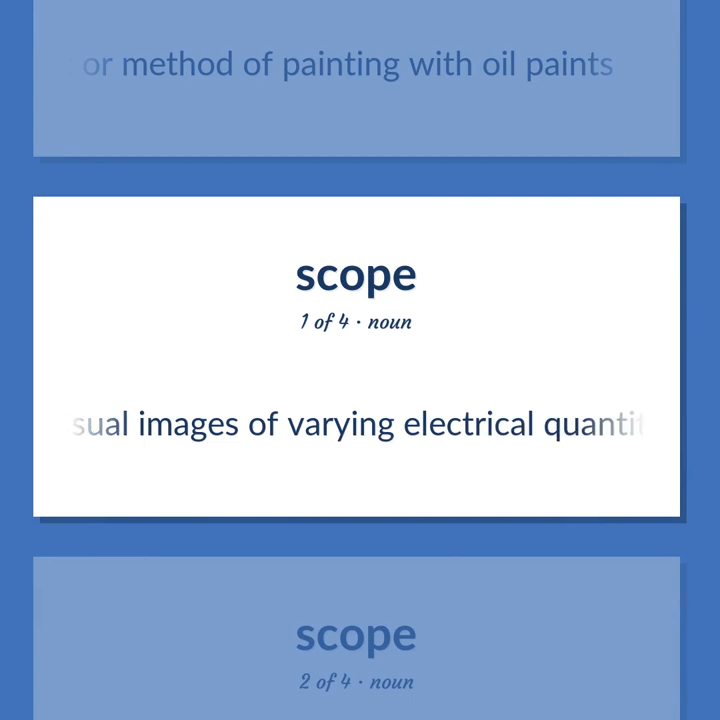 or method of painting with oil paints
scope
1 of 4 · noun
sual images of varying electrical quanti
scope
2 of 4 · noun